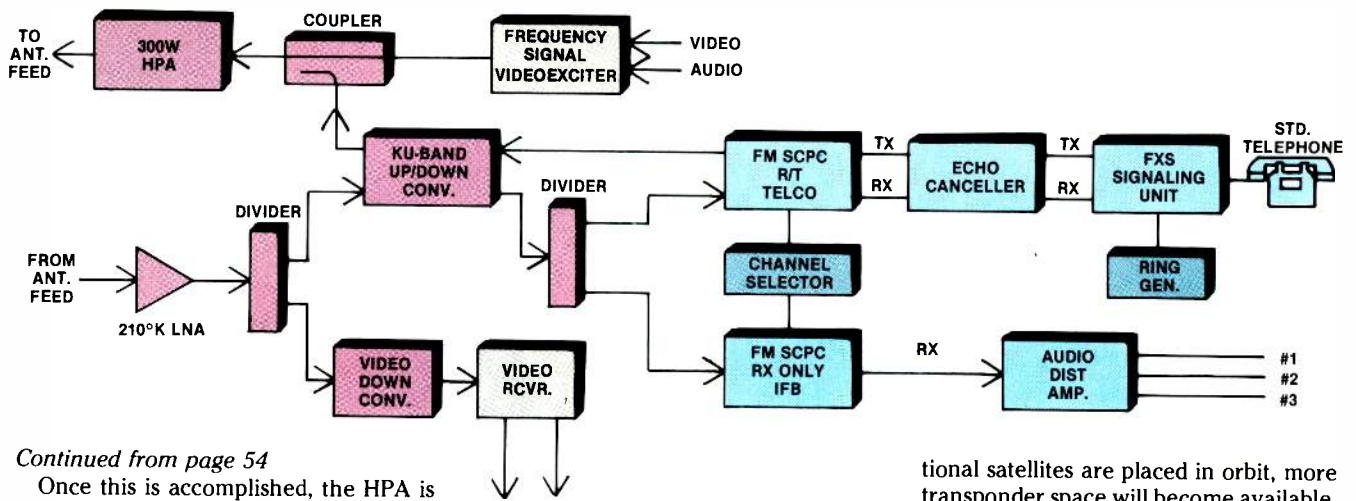 COUPLER
TO
ANT.
FEED
300W
HPA
FREQUENCY
SIGNAL
VIDEOEXCITER
VIDEO
AUDIO
KU-BAND
UP/DOWN
CONV.
DIVIDER
DIVIDER
FM SCPC
R/T
TELCO
TX
RX
ECHO
CANCELLER
TX
RX
FXS
SIGNALING
UNIT
STD.
TELEPHONE
FROM
ANT.
FEED
210°K LNA
CHANNEL
SELECTOR
RING
GEN.
VIDEO
DOWN
CONV.
VIDEO
RCVR.
FM SCPC
RX ONLY
IFB
RX
AUDIO
DIST
AMP.
#1
#2
#3
Continued from page 54
Once this is accomplished, the HPA is
tional satellites are placed in orbit, more
transponder space will become available